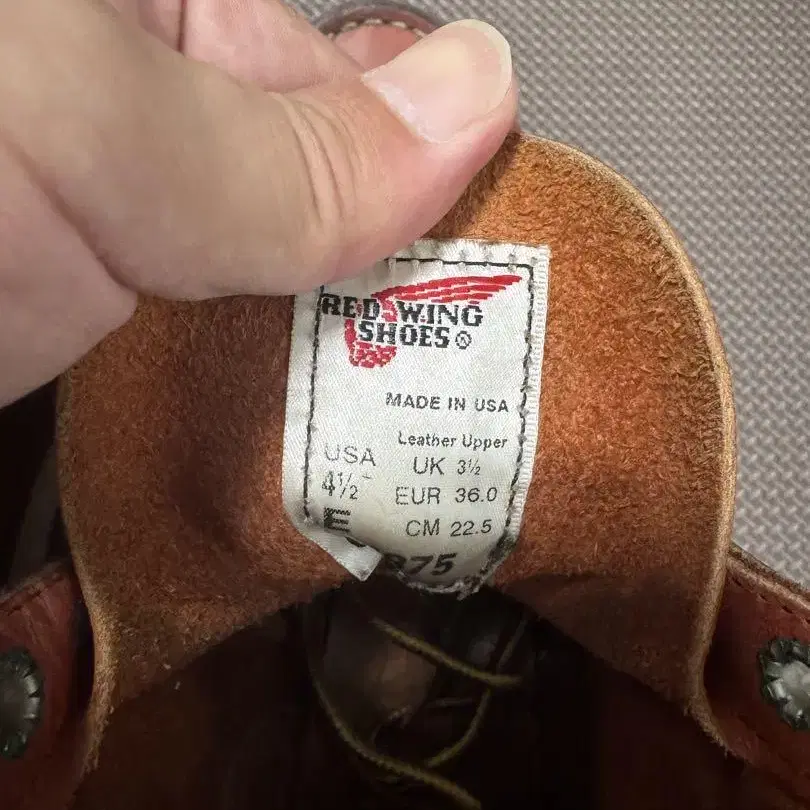 RED WING
SHOES ®
MADE IN USA
Leather Upper
USA
4½
UK 3½
EUR 36.0
E
CM 22.5
875